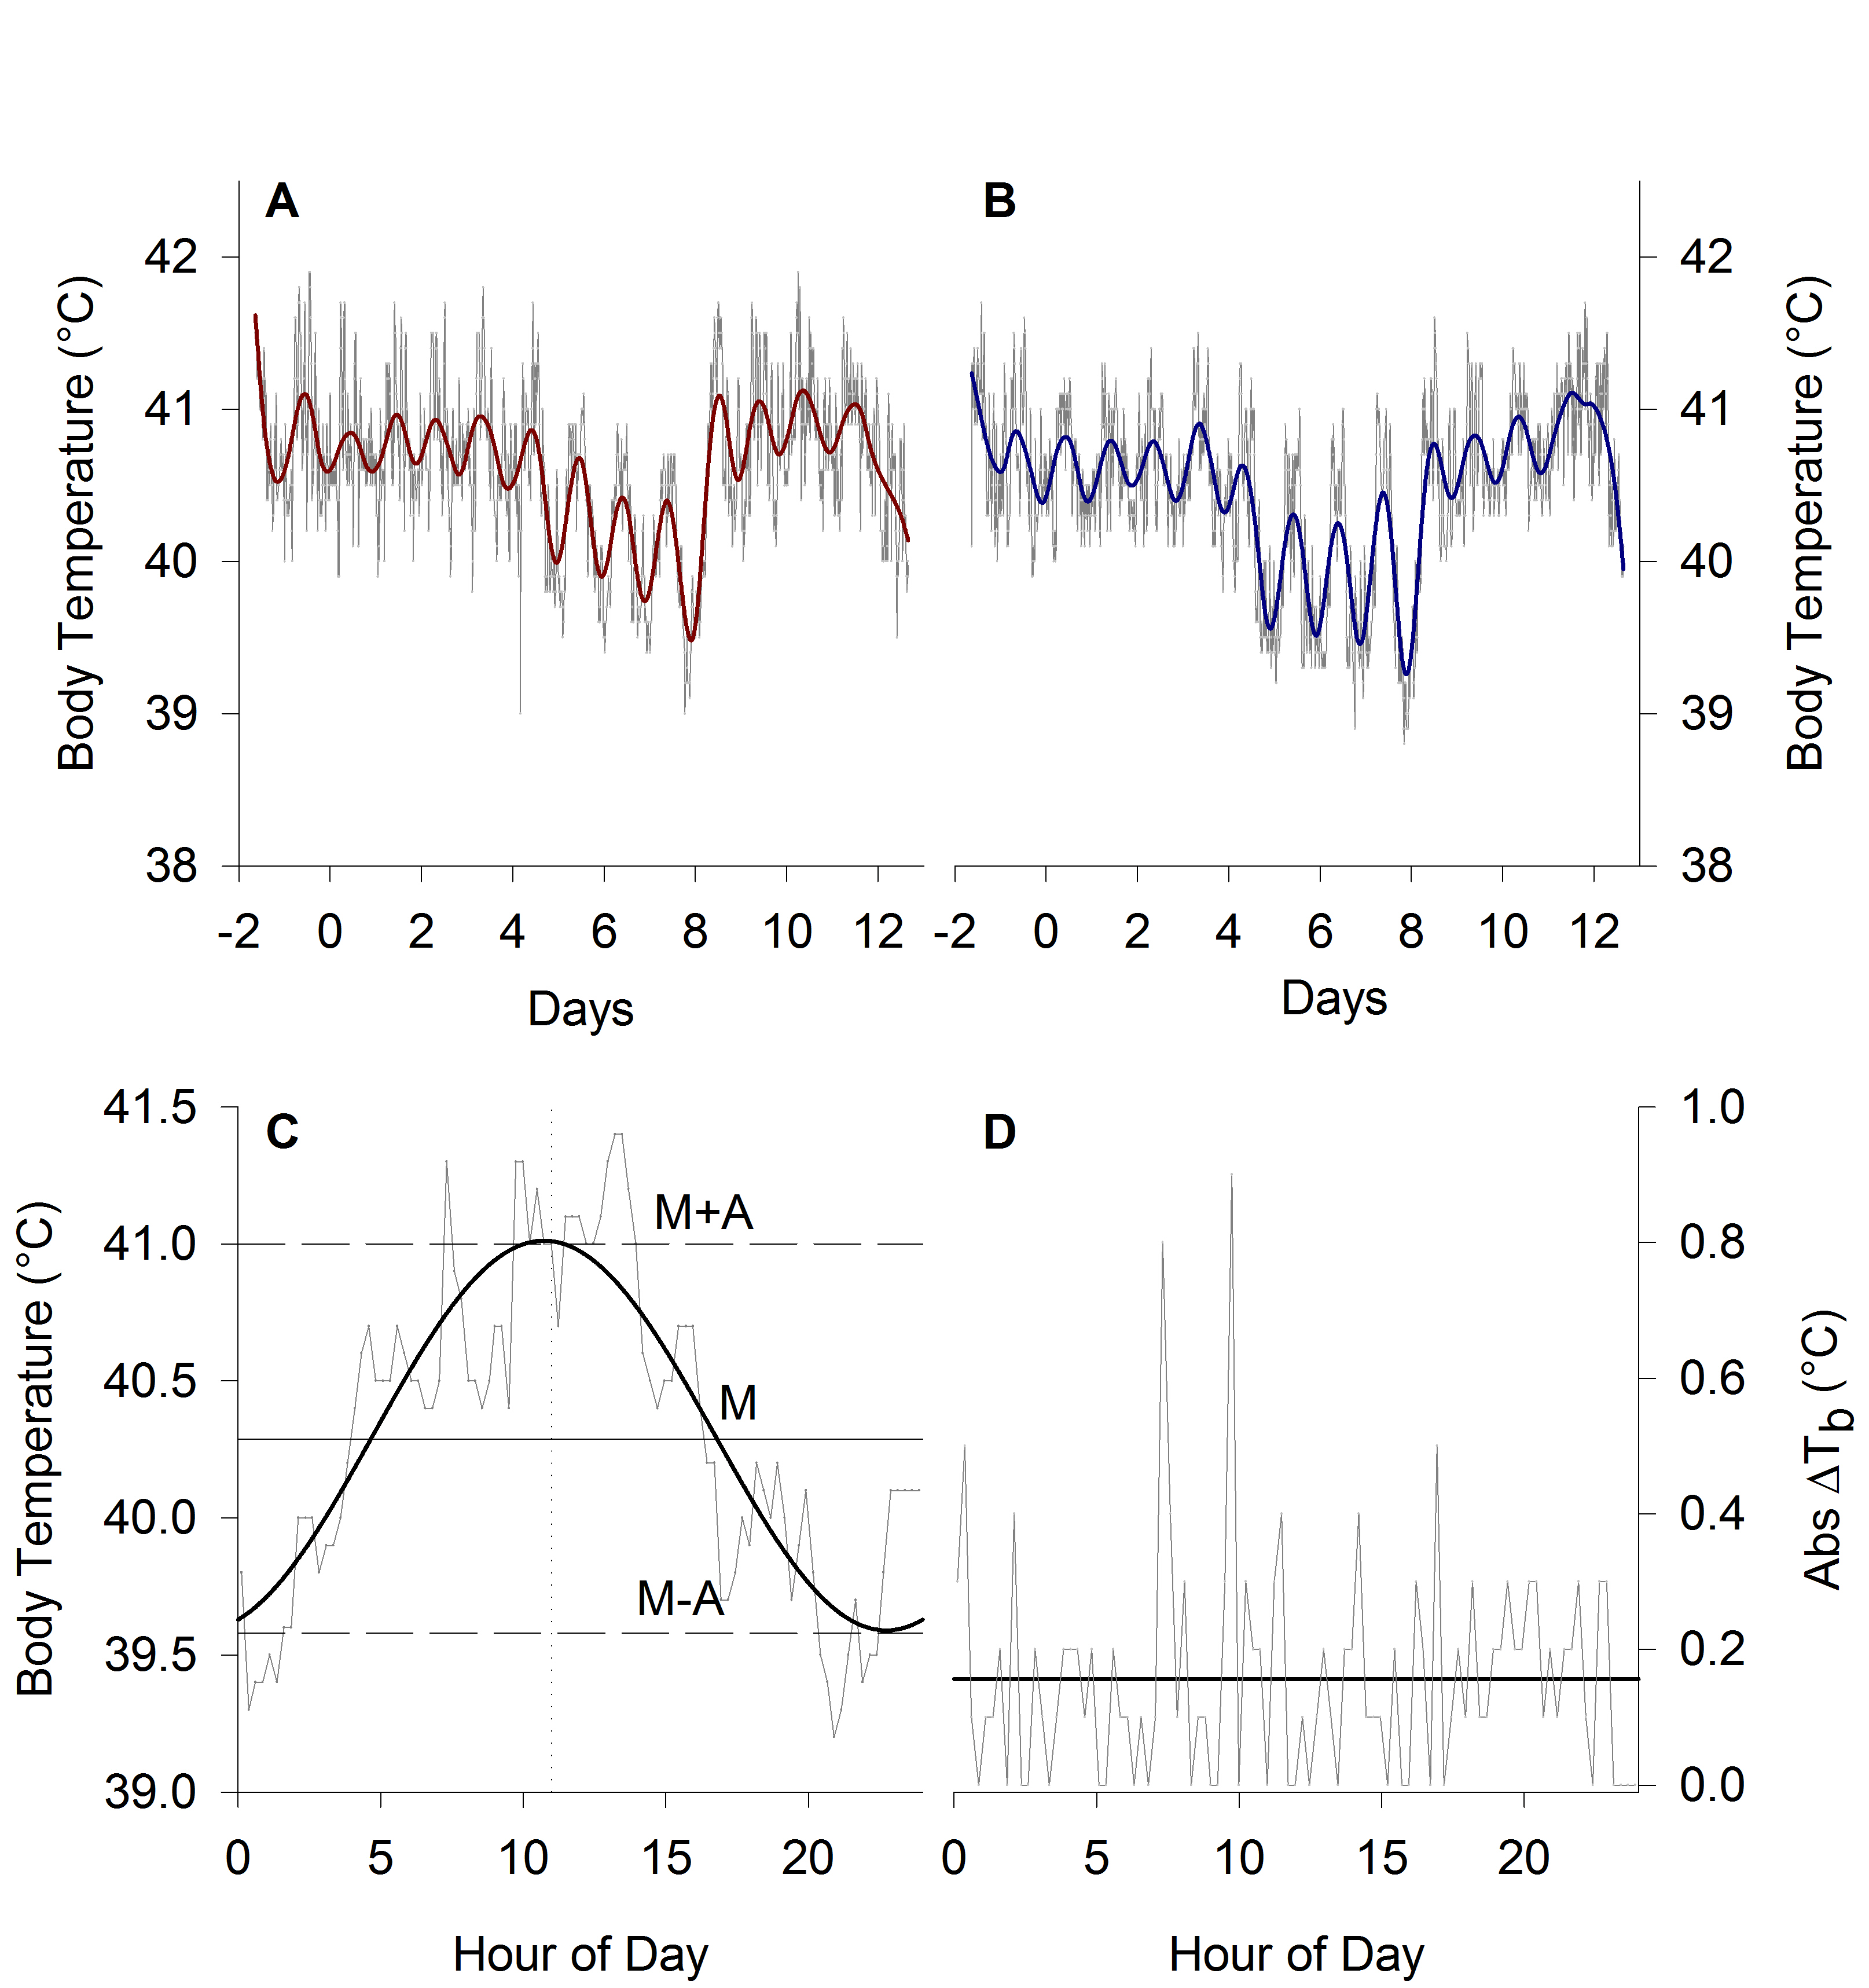 A
B
42
41
40
39
38
Body Temperature (°C)
-2 0 2 4 6 8 10 12
Days
42
41
40
39
38
Body Temperature (°C)
-2 0 2 4 6 8 10 12
Days
C
41.5
41.0
40.5
40.0
39.5
39.0
Body Temperature (°C)
M+A
M
M-A
0 5 10 15 20
Hour of Day
D
1.0
0.8
0.6
0.4
0.2
0.0
Abs ΔTb (°C)
0 5 10 15 20
Hour of Day